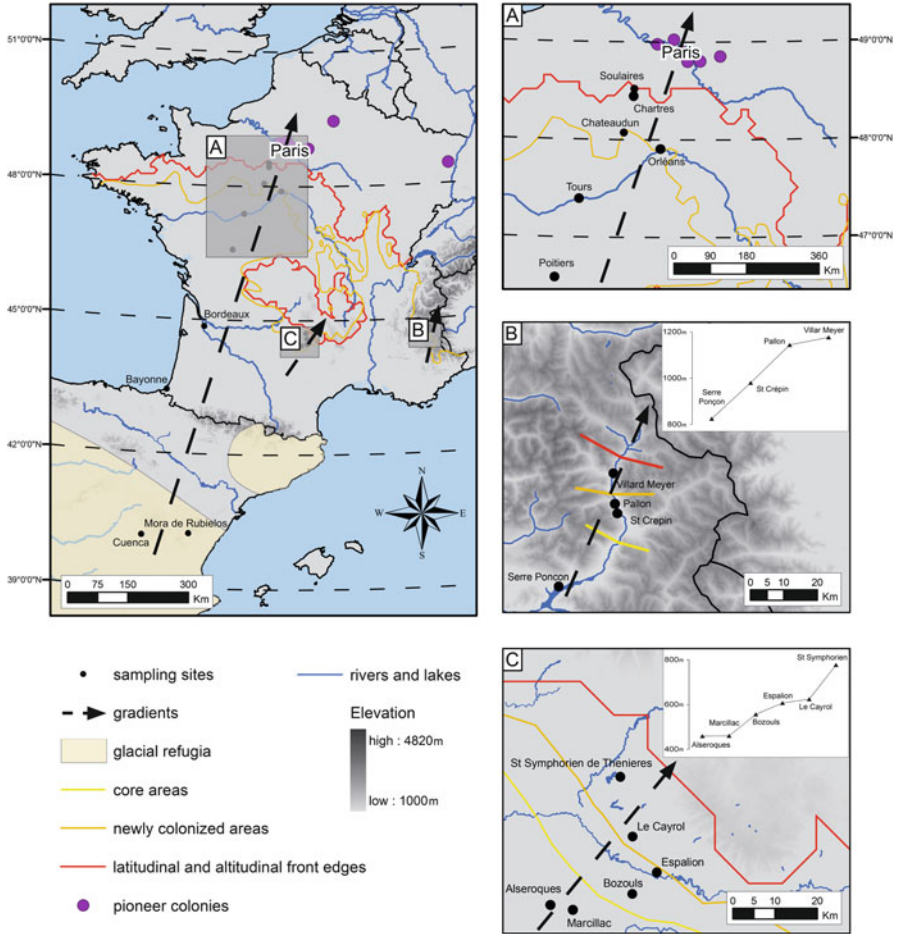 51°0'0"N
48°0'0"N
45°0'0"N
42°0'0"N
39°0'0"N
A
Paris
Bordeaux
C
B
Bayonne
Mora de Rubielos
Cuenca
N
W E
S
0 75 150 300
Km
A
49°0'0"N
48°0'0"N
47°0'0"N
Paris
Soulaires
Chartres
Chateaudun
Orléans
Tours
Poitiers
0 90 180 360
Km
B
1200m
1000m
800m
Villar Meyer
Pallon
St Crépin
Serre
Ponçon
Villard Meyer
Pallon
St Crepin
Serre Ponçon
0 5 10 20
Km
sampling sites
gradients
glacial refugia
core areas
newly colonized areas
latitudinal and altitudinal front edges
pioneer colonies
rivers and lakes
Elevation
high : 4820m
low : 1000m
C
800m
600m
400m
St Symphorien
Espalion
Le Cayrol
Marcillac
Bozouls
Alseroques
St Symphorien de Thenieres
Le Cayrol
Espalion
Bozouls
Alseroques
Marcillac
0 5 10 20
Km